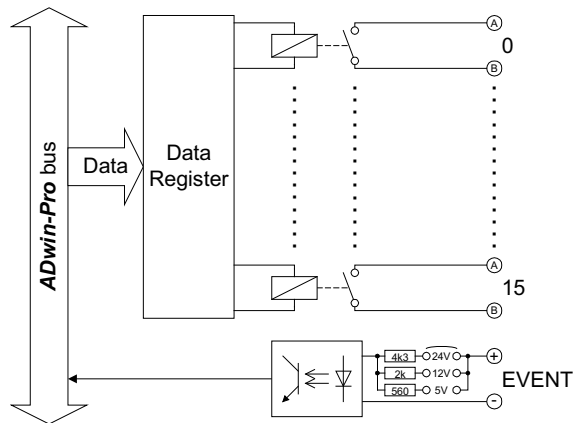 A
0
B
ADwin-Pro bus
Data
Data
Register
A
15
B
4k3 24V +
2k 12V EVENT
560 5V -